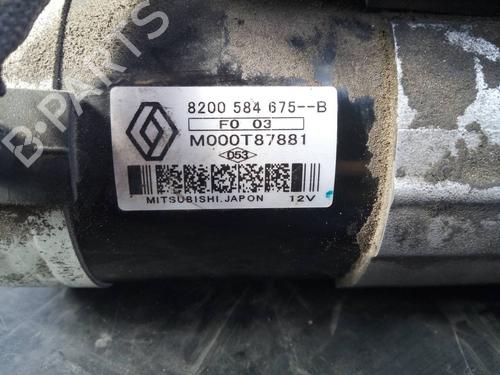 8200 584 675--B
F0 03
M000T87881
D53
MITSUBISHI.JAPON 12V
B-PARTS